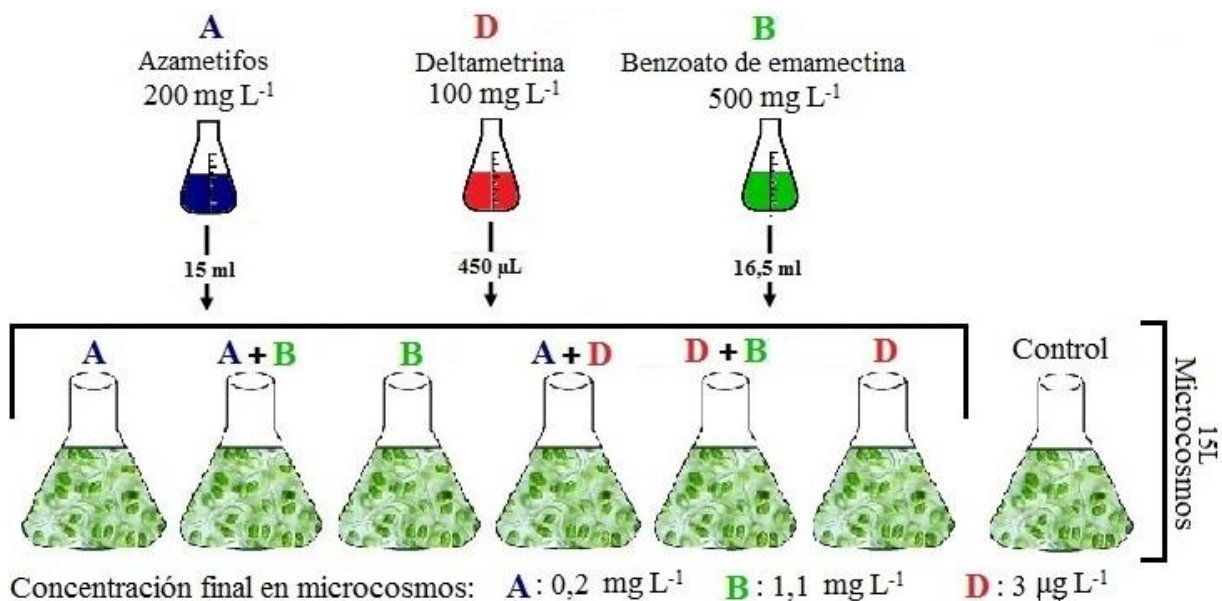 A D B
Azametifos Deltametrina Benzoato de emamectina
200 mg L-1 100 mg L-1 500 mg L-1
15 ml 450 µL 16,5 ml
A A + B B A + D D + B D Control
15L
Microcosmos
Concentración final en microcosmos: A : 0,2 mg L-1 B : 1,1 mg L-1 D : 3 µg L-1